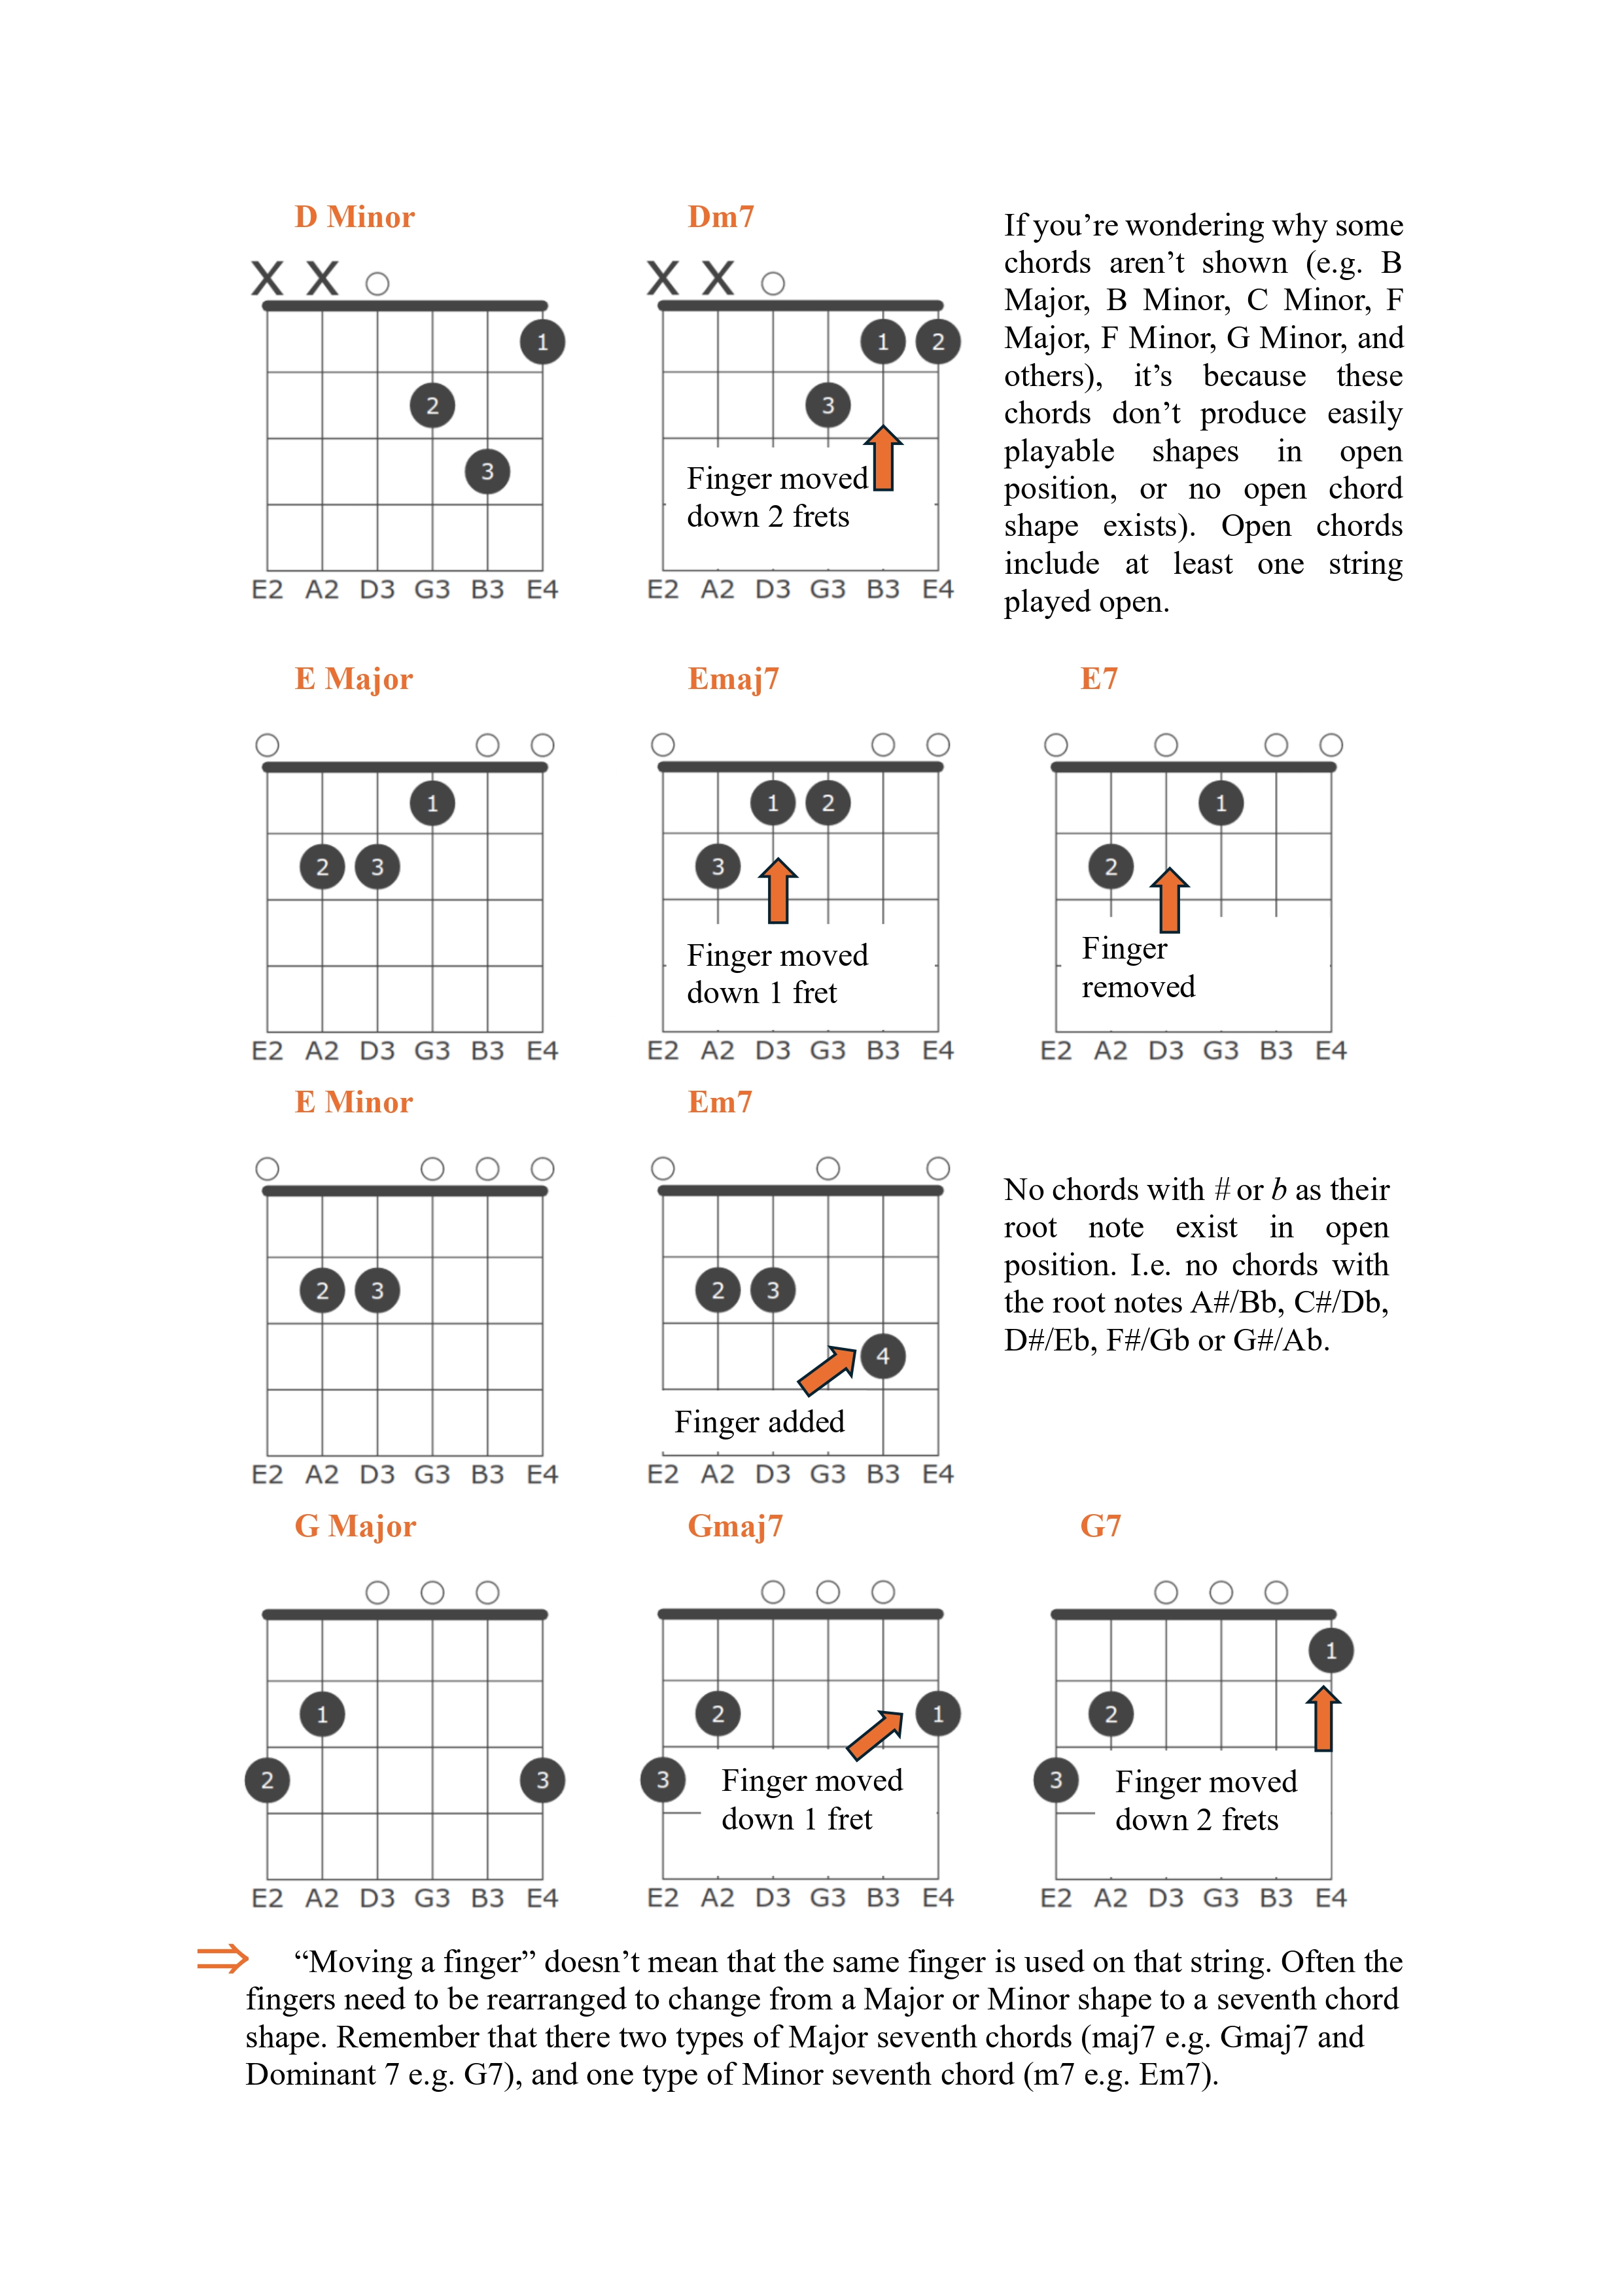 D Minor
Dm7
X X
1
2
3
E2 A2 D3 G3 B3 E4
X X
1 2
3
Finger moved
down 2 frets
E2 A2 D3 G3 B3 E4
If you’re wondering why some
chords aren’t shown (e.g. B
Major, B Minor, C Minor, F
Major, F Minor, G Minor, and
others), it’s because these
chords don’t produce easily
playable shapes in open
position, or no open chord
shape exists). Open chords
include at least one string
played open.
E Major
Emaj7
E7
1
2 3
E2 A2 D3 G3 B3 E4
1 2
3
Finger moved
down 1 fret
E2 A2 D3 G3 B3 E4
1
2
Finger
removed
E2 A2 D3 G3 B3 E4
E Minor
Em7
2 3
E2 A2 D3 G3 B3 E4
2 3
4
Finger added
E2 A2 D3 G3 B3 E4
No chords with # or b as their
root note exist in open
position. I.e. no chords with
the root notes A#/Bb, C#/Db,
D#/Eb, F#/Gb or G#/Ab.
G Major
Gmaj7
G7
1
2 3
E2 A2 D3 G3 B3 E4
2 1
3
Finger moved
down 1 fret
E2 A2 D3 G3 B3 E4
1
2
3
Finger moved
down 2 frets
E2 A2 D3 G3 B3 E4
⇒ “Moving a finger” doesn’t mean that the same finger is used on that string. Often the
fingers need to be rearranged to change from a Major or Minor shape to a seventh chord
shape. Remember that there two types of Major seventh chords (maj7 e.g. Gmaj7 and
Dominant 7 e.g. G7), and one type of Minor seventh chord (m7 e.g. Em7).